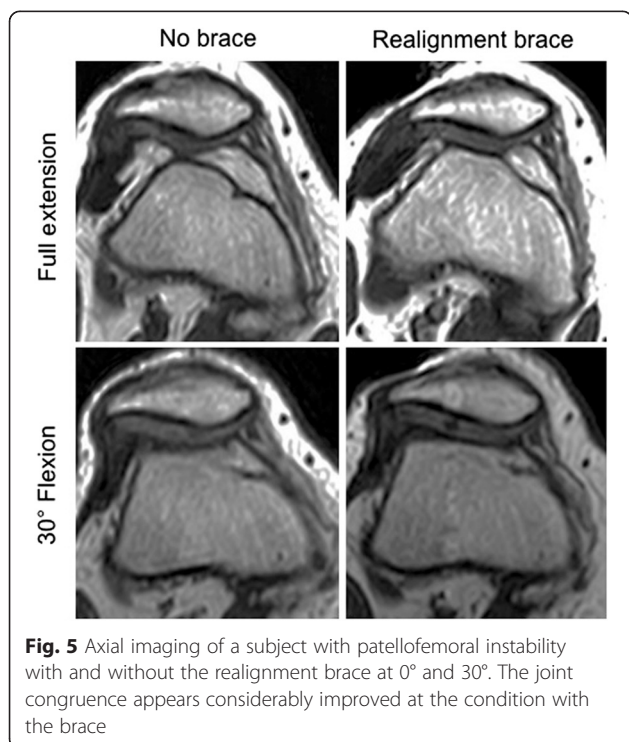 No brace
Realignment brace
Full extension
30° Flexion
Fig. 5 Axial imaging of a subject with patellofemoral instability
with and without the realignment brace at 0° and 30°. The joint
congruence appears considerably improved at the condition with
the brace